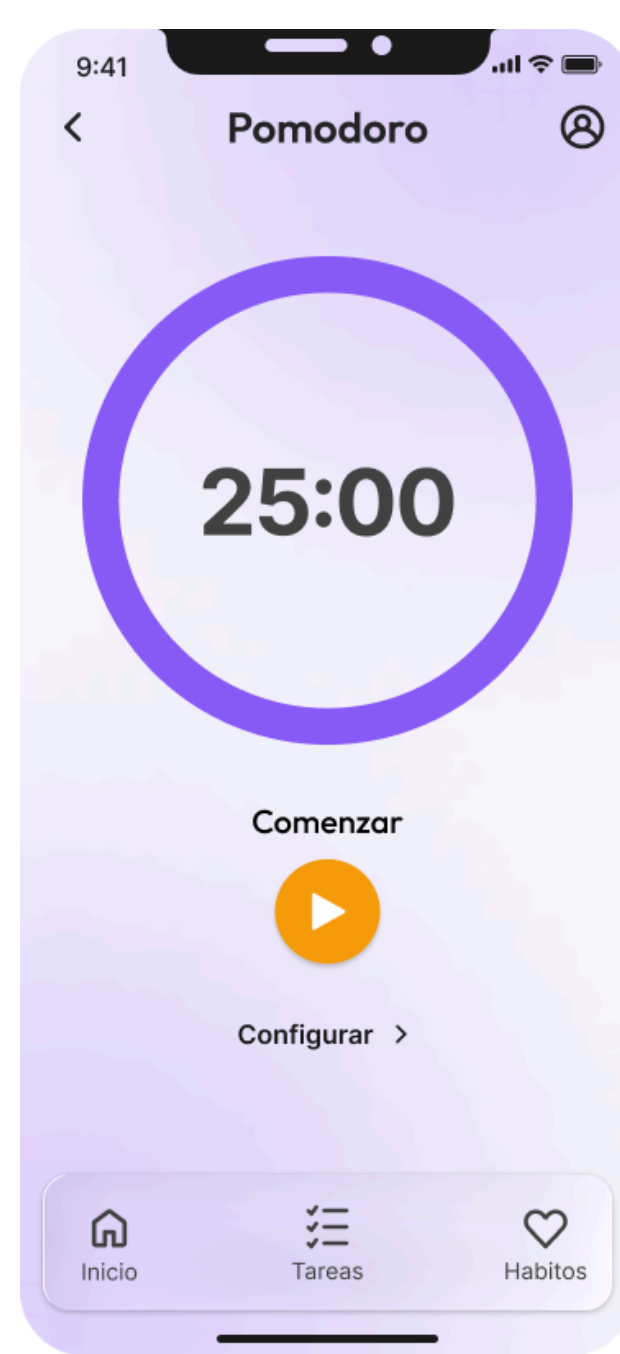 9:41
Pomodoro
25:00
Comenzar
Configurar
Inicio Tareas Habitos